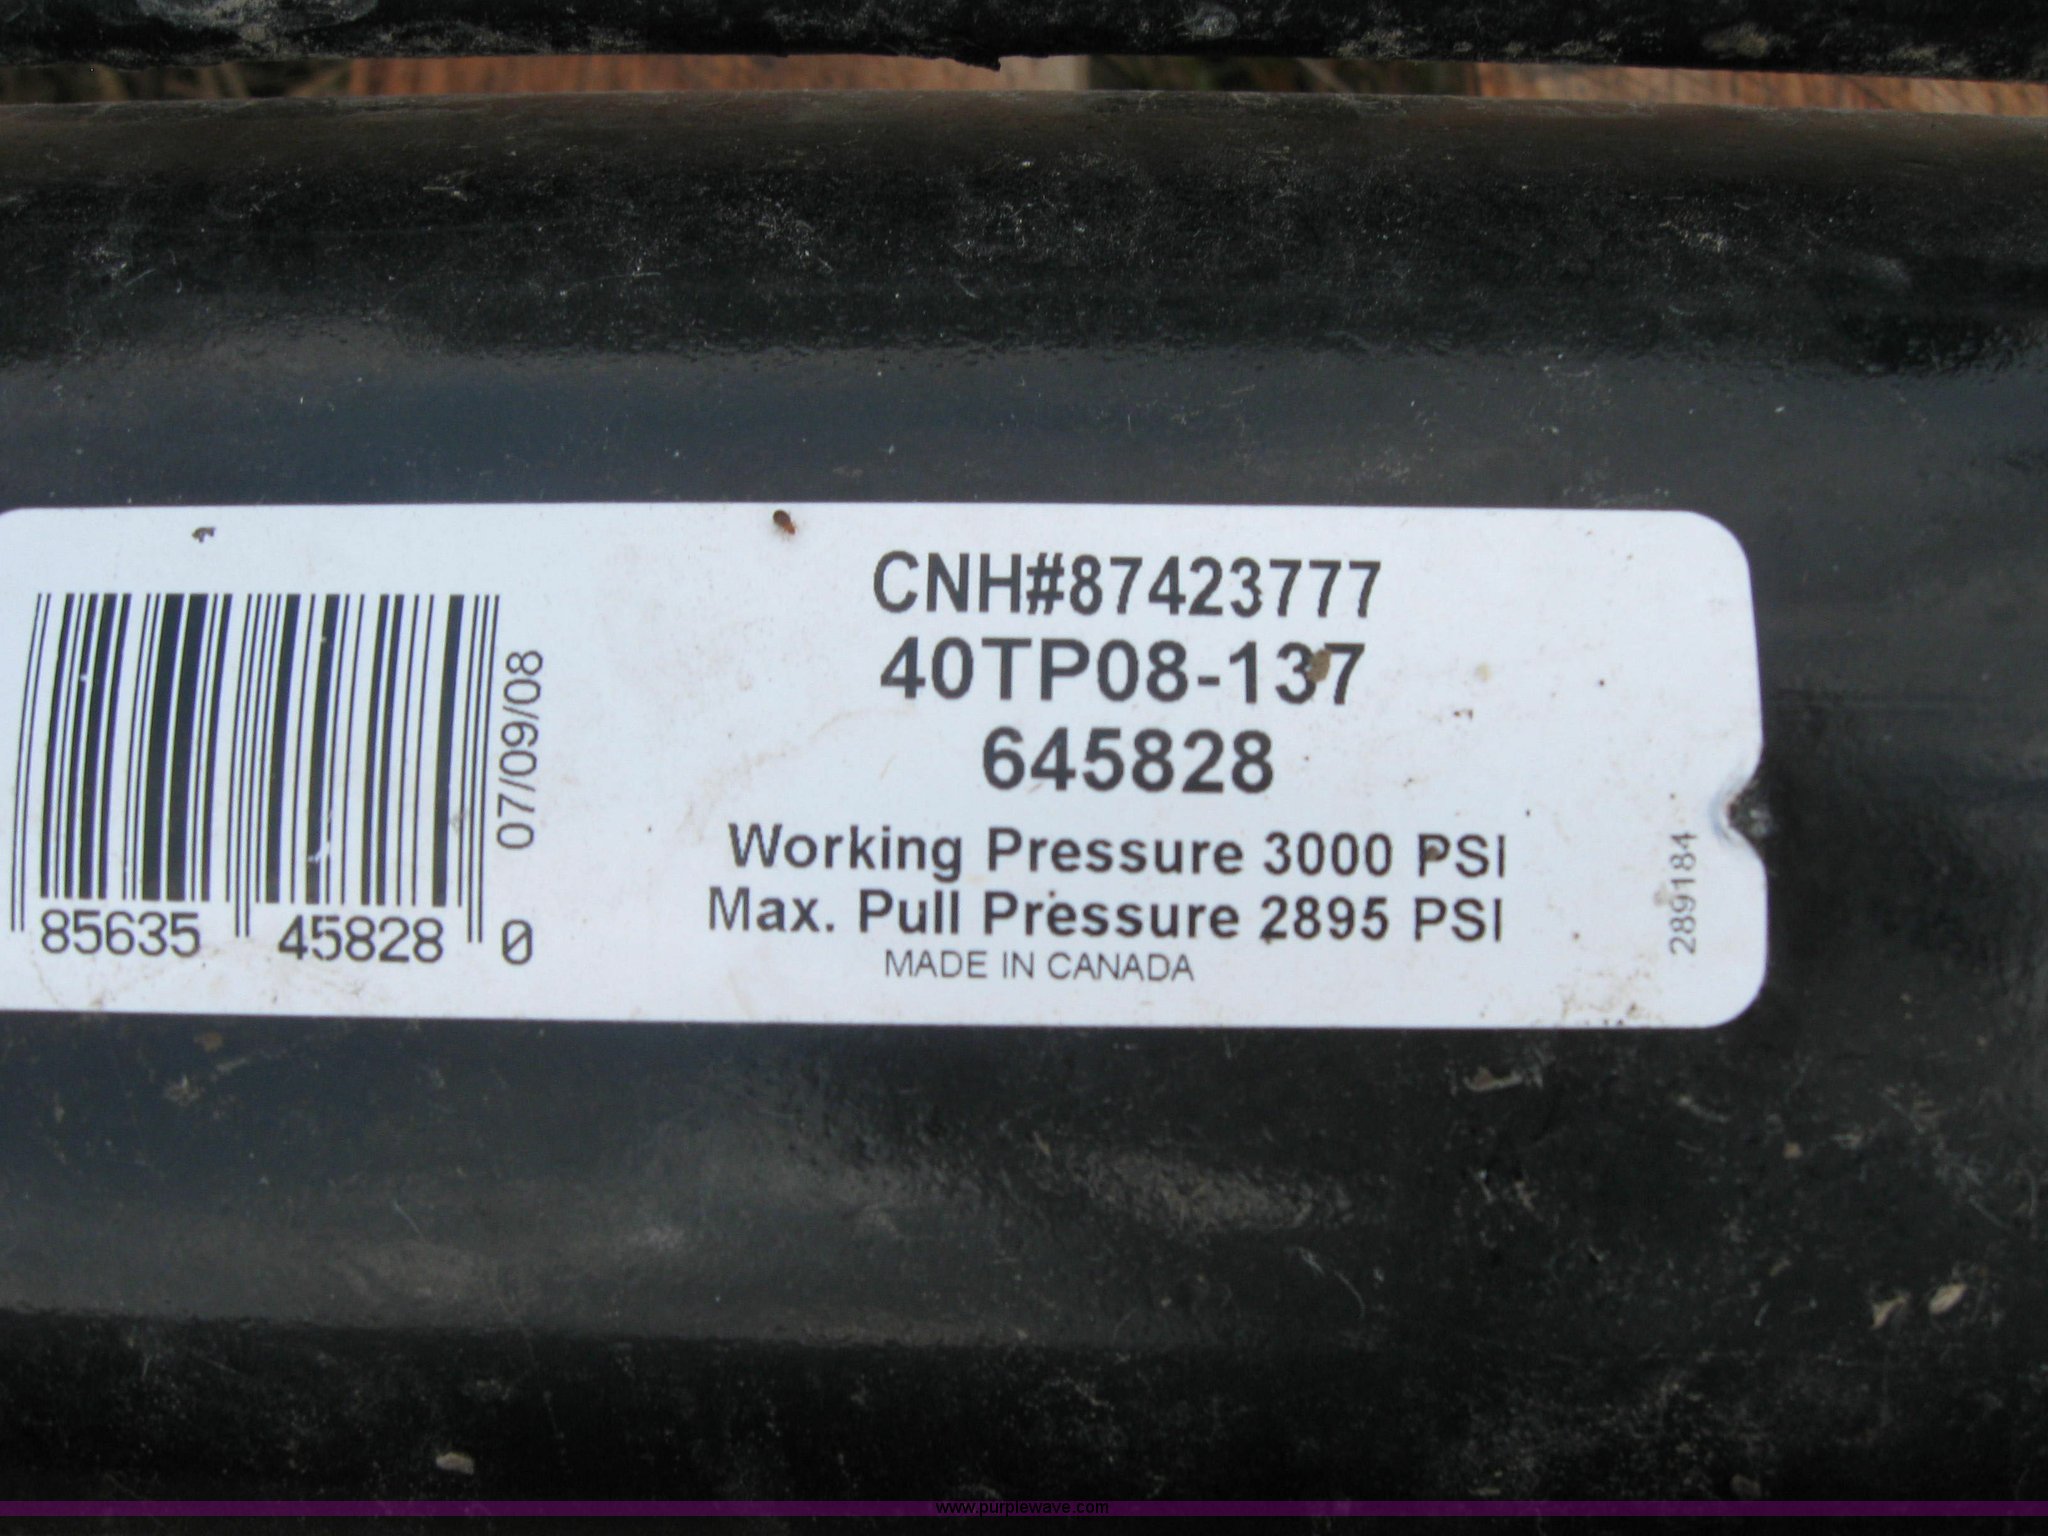 CNH#87423777
40TP08-137
645828
Working Pressure 3000 PSI
Max. Pull Pressure 2895 PSI
MADE IN CANADA
85635 45828 0
07/09/08
2891184
www.purplewave.com